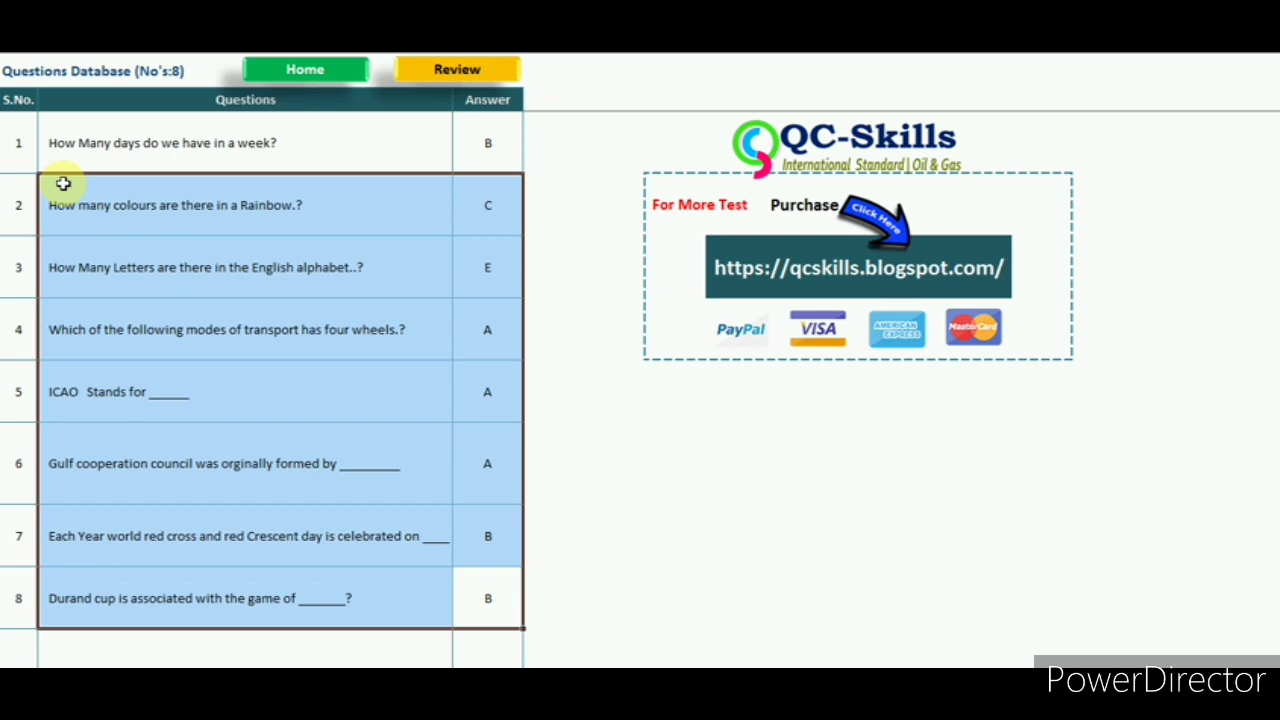 Questions Database (No's:8)
Home
Review
S.No.
Questions
Answer
1
How Many days do we have in a week?
B
2
How many colours are there in a Rainbow.?
C
3
How Many Letters are there in the English alphabet..?
E
4
Which of the following modes of transport has four wheels.?
A
5
ICAO Stands for ______
A
6
Gulf cooperation council was orginally formed by _________
A
7
Each Year world red cross and red Crescent day is celebrated on ____
B
8
Durand cup is associated with the game of _______?
B
QC-Skills
International Standard|Oil & Gas
For More Test
Purchase
Click Here
https://qcskills.blogspot.com/
PayPal
VISA
AMERICAN
EXPRESS
MasterCard
PowerDirector